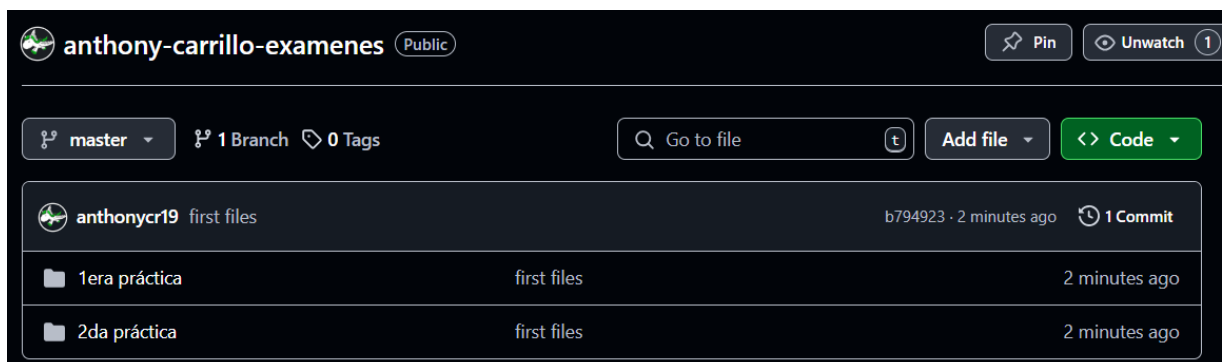 anthony-carrillo-examenes Public Pin Unwatch 1
master 1 Branch 0 Tags Go to file t Add file <> Code
anthonycr19 first files b794923 · 2 minutes ago 1 Commit
1era práctica first files 2 minutes ago
2da práctica first files 2 minutes ago